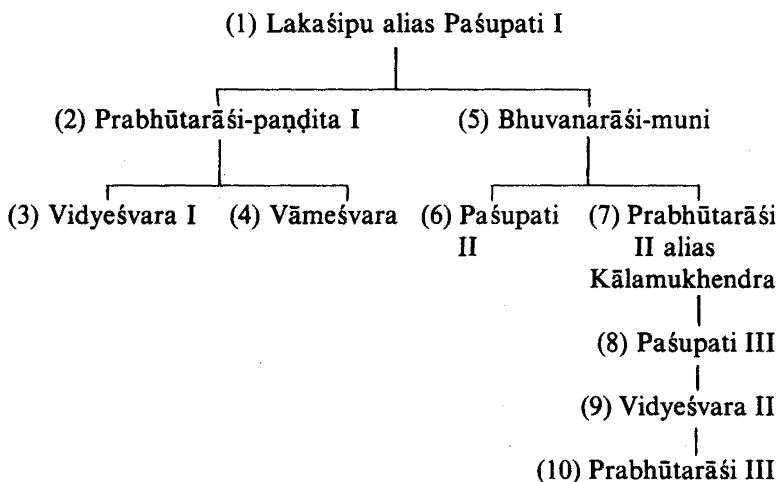 (1) Lakaśipu alias Paśupati I
(2) Prabhūtarāśi-paṇḍita I (5) Bhuvanarāśi-muni
(3) Vidyeśvara I (4) Vāmeśvara (6) Paśupati (7) Prabhūtarāśi
II II alias
Kālamukhendra
(8) Paśupati III
(9) Vidyeśvara II
(10) Prabhūtarāśi III